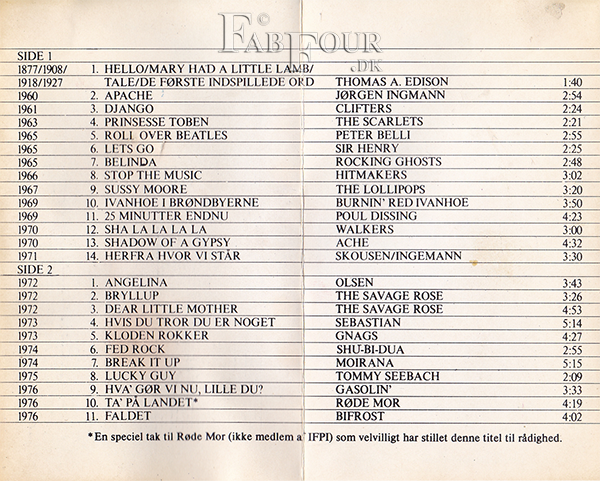 © FabFour.dk
SIDE 1
1877/1908/ 1. HELLO/MARY HAD A LITTLE LAMB/
1918/1927 TALE/DE FØRSTE INDSPILLEDE ORD THOMAS A. EDISON 1:40
1960 2. APACHE JØRGEN INGMANN 2:54
1961 3. DJANGO CLIFTERS 2:24
1963 4. PRINSESSE TOBEN THE SCARLETS 2:21
1965 5. ROLL OVER BEATLES PETER BELLI 2:55
1965 6. LETS GO SIR HENRY 2:25
1965 7. BELINDA ROCKING GHOSTS 2:48
1966 8. STOP THE MUSIC HITMAKERS 3:02
1967 9. SUSSY MOORE THE LOLLIPOPS 3:20
1969 10. IVANHOE I BRØNDBYERNE BURNIN' RED IVANHOE 3:50
1969 11. 25 MINUTTER ENDNU POUL DISSING 4:23
1970 12. SHA LA LA LA LA WALKERS 3:00
1970 13. SHADOW OF A GYPSY ACHE 4:32
1971 14. HERFRA HVOR VI STÅR SKOUSEN/INGEMANN 3:30
SIDE 2
1972 1. ANGELINA OLSEN 3:43
1972 2. BRYLLUP THE SAVAGE ROSE 3:26
1972 3. DEAR LITTLE MOTHER THE SAVAGE ROSE 4:53
1973 4. HVIS DU TROR DU ER NOGET SEBASTIAN 5:14
1973 5. KLODEN ROKKER GNAGS 4:27
1974 6. FED ROCK SHU-BI-DUA 2:55
1974 7. BREAK IT UP MOIRANA 5:15
1975 8. LUCKY GUY TOMMY SEEBACH 2:09
1976 9. HVA' GØR VI NU, LILLE DU? GASOLIN' 3:33
1976 10. TA' PÅ LANDET* RØDE MOR 4:19
1976 11. FALDET BIFROST 4:02
*En speciel tak til Røde Mor (ikke medlem af IFPI) som velvilligt har stillet denne titel til rådighed.